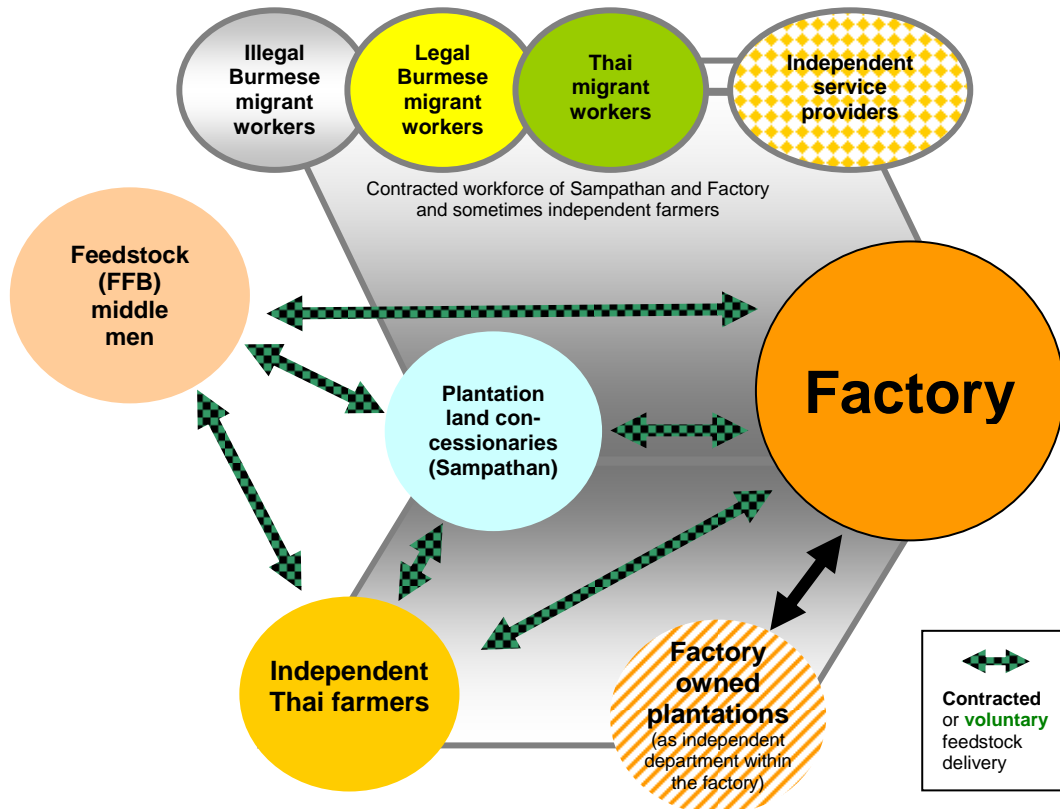 Illegal
Burmese
migrant
workers
Legal
Burmese
migrant
workers
Thai
migrant
workers
Independent
service
providers
Contracted workforce of Sampathan and Factory
and sometimes independent farmers
Feedstock
(FFB)
middle
men
Plantation
land con-
cessionaries
(Sampathan)
Factory
Independent
Thai farmers
Factory
owned
plantations
(as independent
department within
the factory)
Contracted
or voluntary
feedstock
delivery